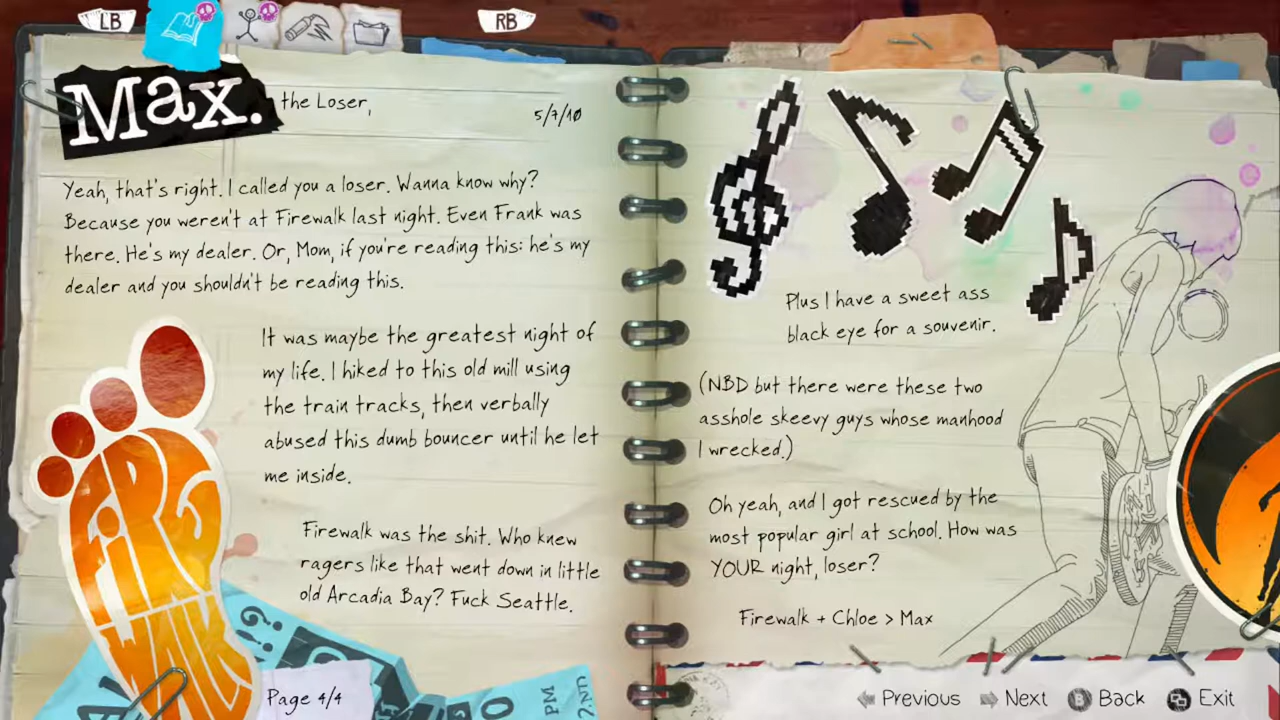 LB
RB
Max.
the Loser,
5/7/10
Yeah, that's right. I called you a loser. Wanna know why?
Because you weren't at Firewalk last night. Even Frank was
there. He's my dealer. Or, Mom, if you're reading this: he's my
dealer and you shouldn't be reading this.
It was maybe the greatest night of
my life. I hiked to this old mill using
the train tracks, then verbally
abused this dumb bouncer until he let
me inside.
Firewalk was the shit. Who knew
ragers like that went down in little
old Arcadia Bay? Fuck Seattle.
FIRE
WALK
PM
2.ND
Page 4/4
Plus I have a sweet ass
black eye for a souvenir.
(NBD but there were these two
asshole skeevy guys whose manhood
I wrecked.)
Oh yeah, and I got rescued by the
most popular girl at school. How was
YOUR night, loser?
Firewalk + Chloe > Max
Previous Next B Back Exit